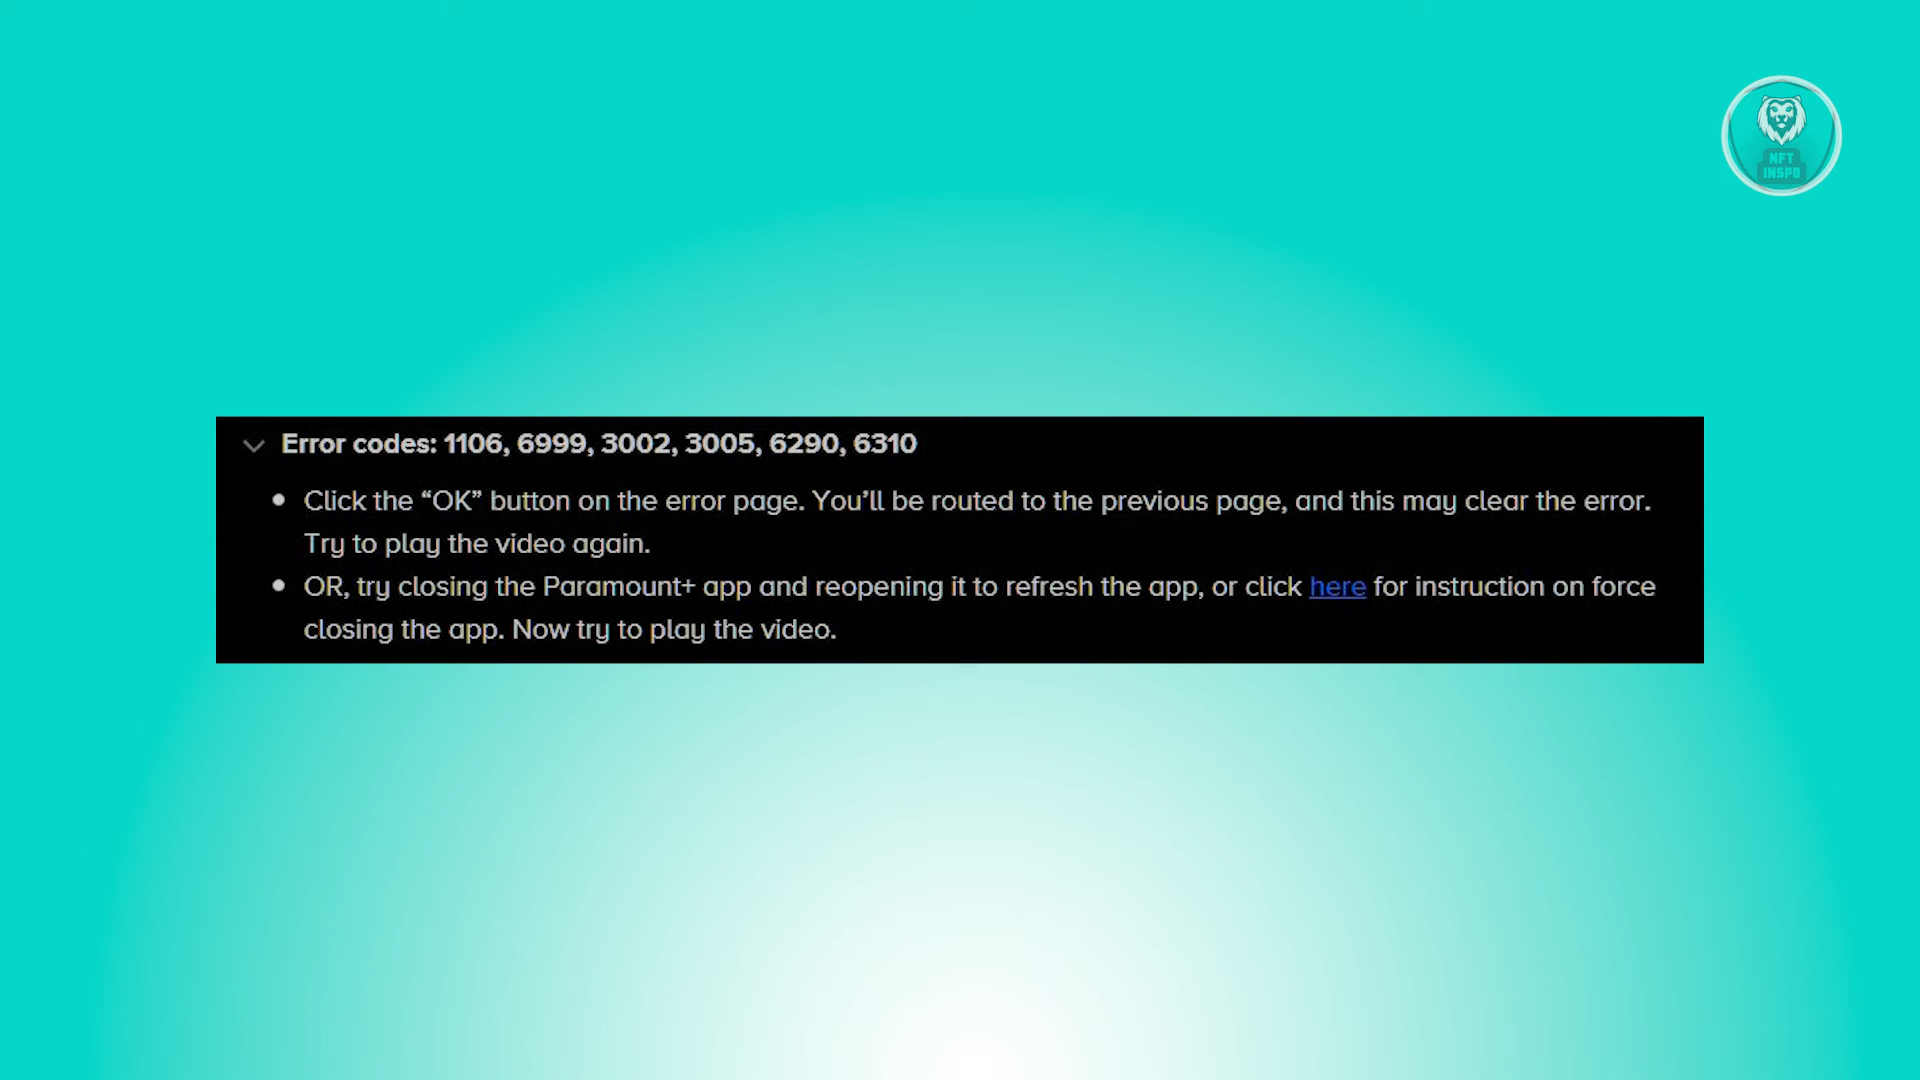 NFT
INSPO
Error codes: 1106, 6999, 3002, 3005, 6290, 6310
• Click the “OK” button on the error page. You’ll be routed to the previous page, and this may clear the error.
Try to play the video again.
• OR, try closing the Paramount+ app and reopening it to refresh the app, or click here for instruction on force
closing the app. Now try to play the video.